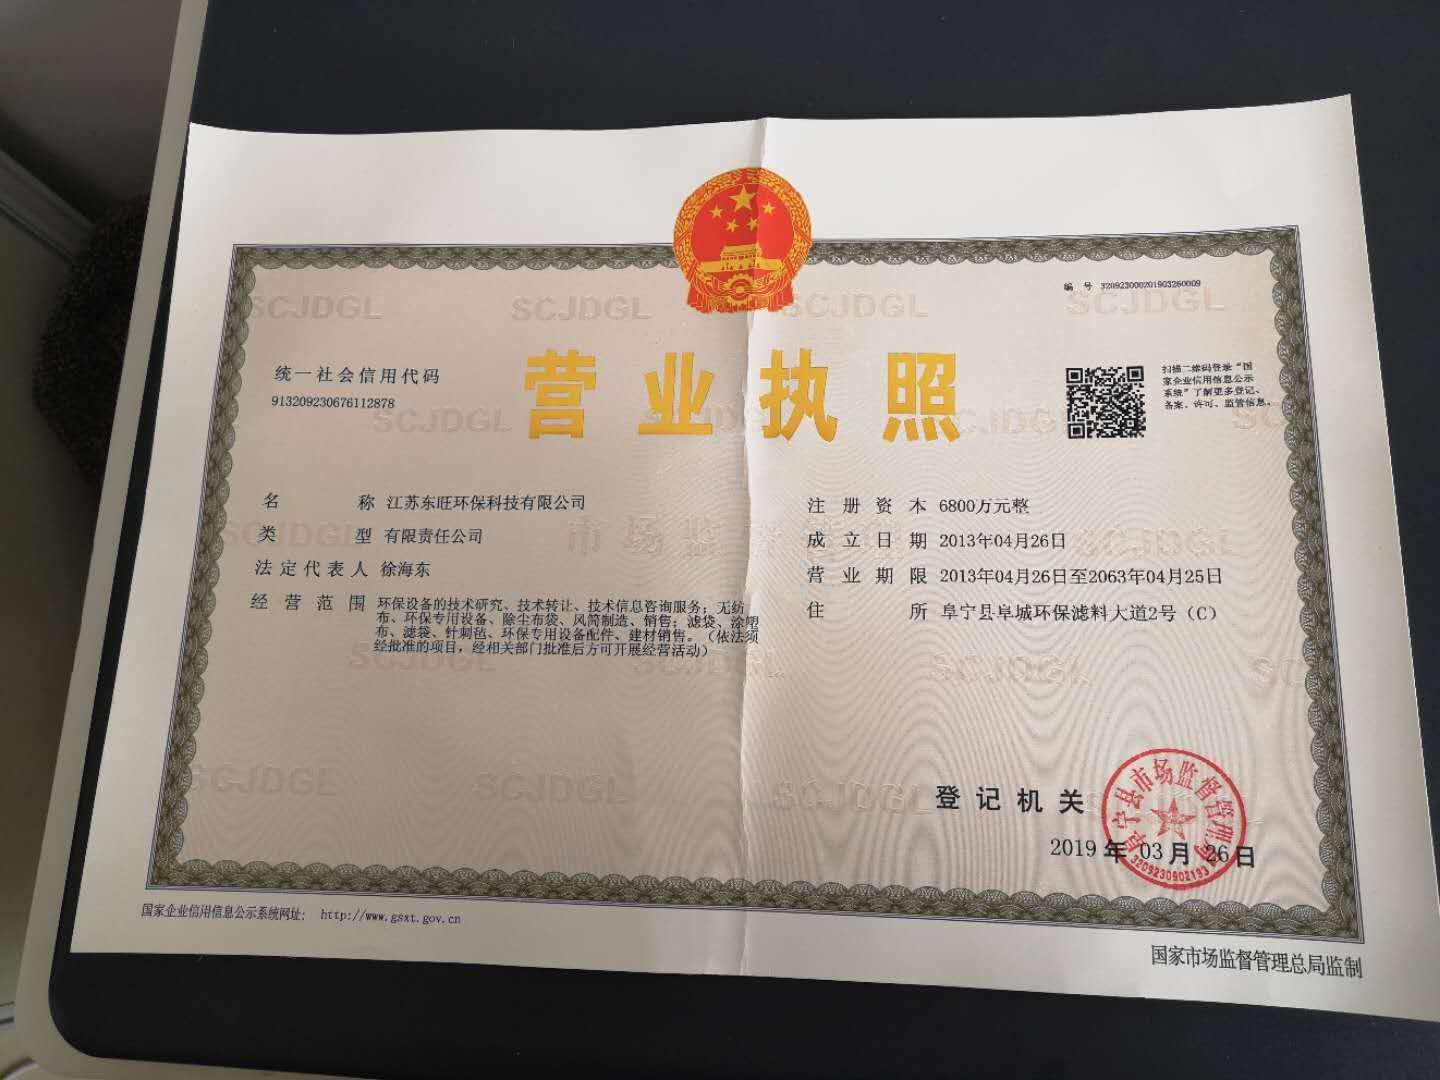 编 号 320923000201903260009
统一社会信用代码
913209230676112878
营业执照
扫描二维码登录“国
家企业信用信息公示
系统”了解更多登记、
备案、许可、监管信息。
名 称 江苏东旺环保科技有限公司
类 型 有限责任公司
法定代表人 徐海东
经营范围 环保设备的技术研究、技术转让、技术信息咨询服务；无纺
布、环保专用设备、除尘布袋、风筒制造、销售；滤袋、涂塑
布、滤袋、针刺毡、环保专用设备配件、建材销售。（依法须
经批准的项目，经相关部门批准后方可开展经营活动）
注册资本 6800万元整
成立日期 2013年04月26日
营业期限 2013年04月26日至2063年04月25日
住 所 阜宁县阜城环保滤料大道2号（C）
登记机关
阜宁县市场监督管理局
3209230902193
2019年03月26日
国家企业信用信息公示系统网址： http://www.gsxt.gov.cn
国家市场监督管理总局监制
SCJDGL